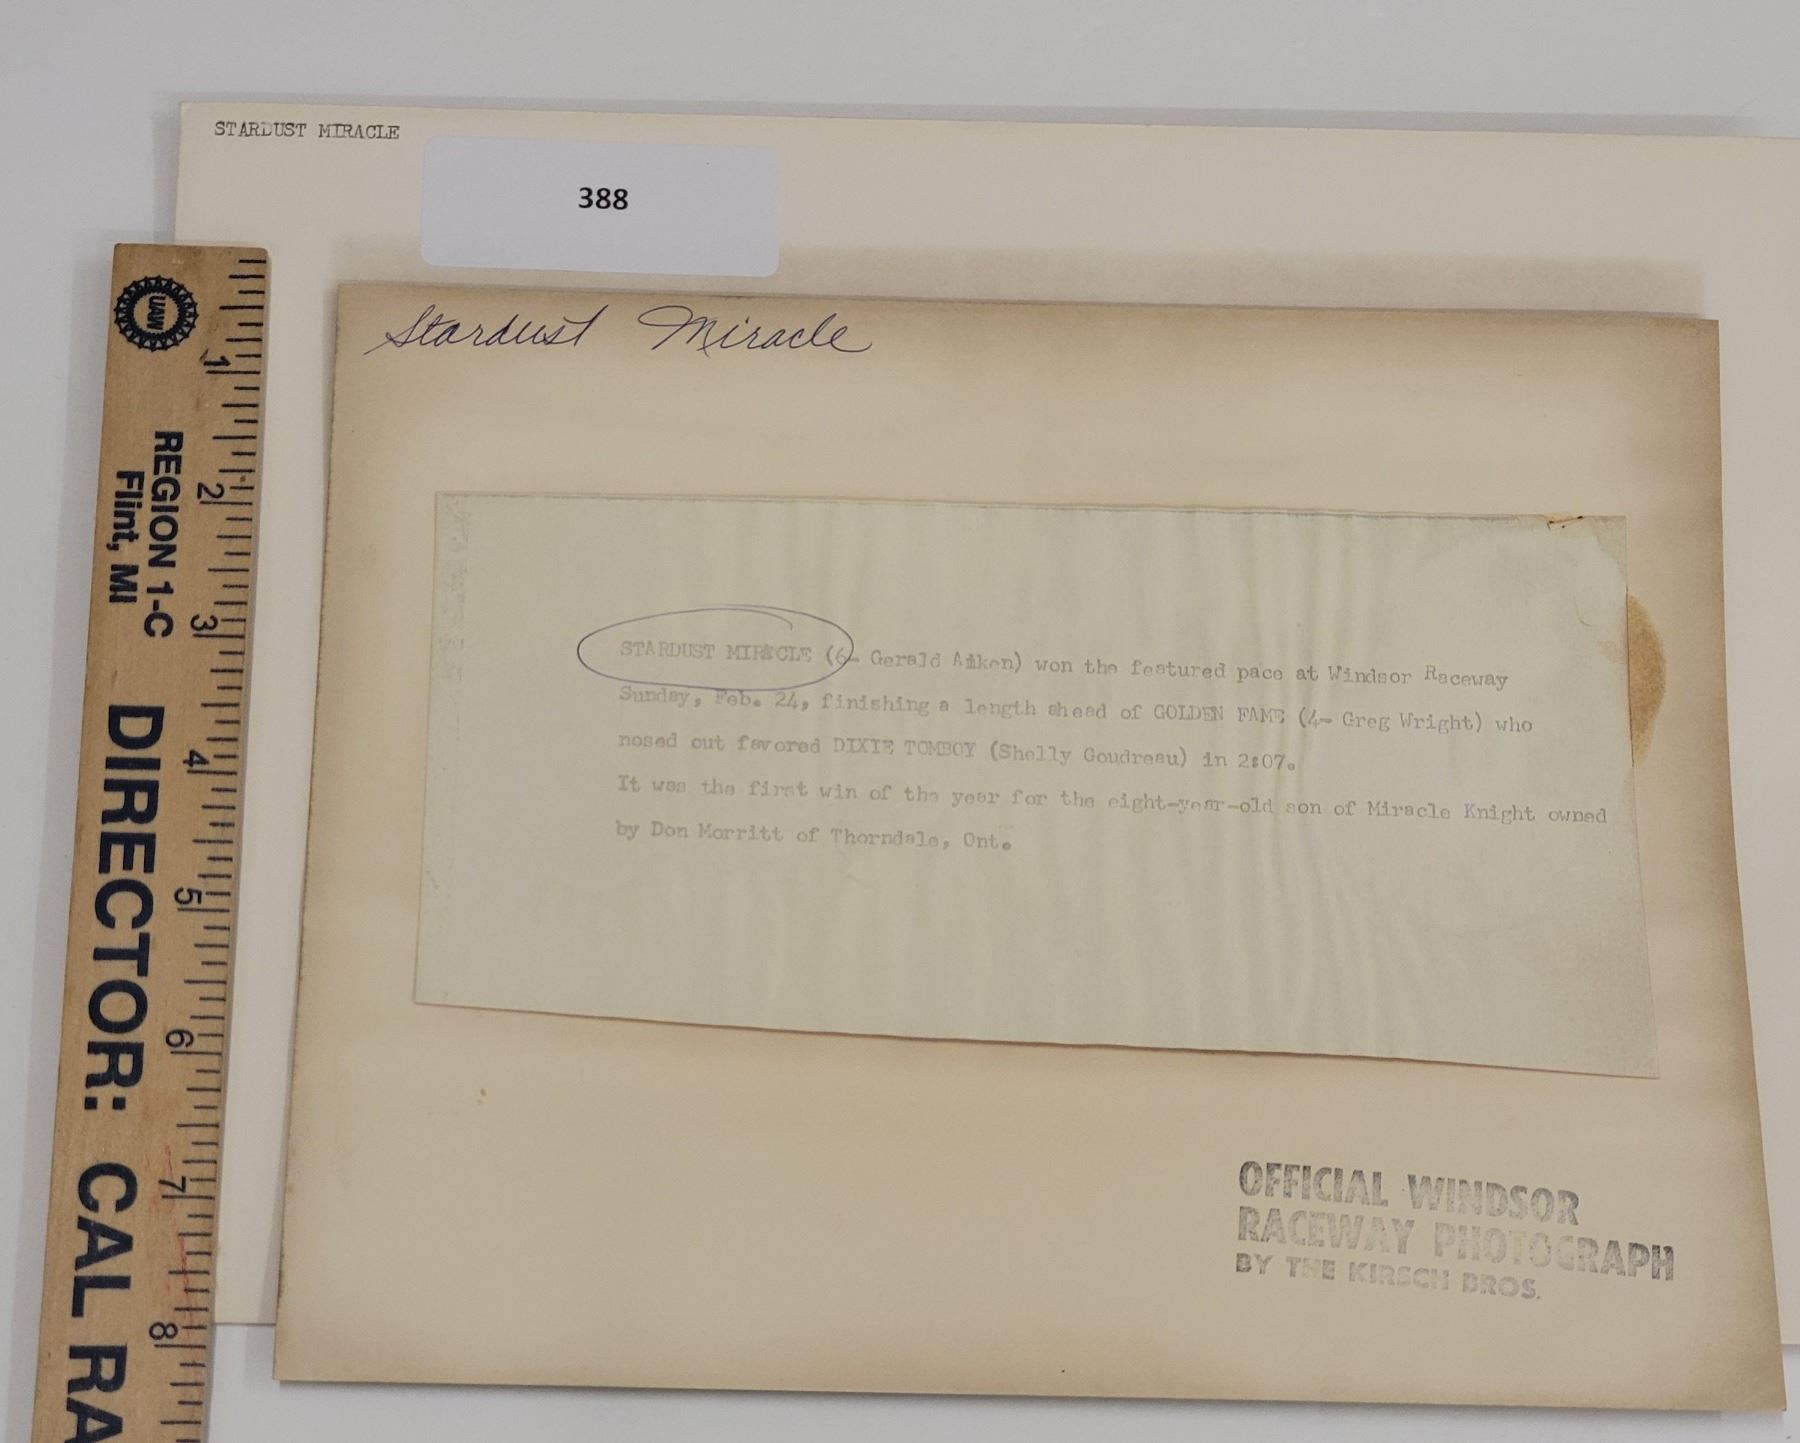 STARDUST MIRACLE
388
Stardust Miracle
STARDUST MIRACLE (6- Gerald Aiken) won the featured pace at Windsor Raceway
Sunday, Feb. 24, finishing a length ahead of GOLDEN FAME (4- Greg Wright) who
nosed out favored DIXIE TOMBOY (Shelly Goudreau) in 2:07.
It was the first win of the year for the eight-year-old son of Miracle Knight owned
by Don Morritt of Thorndale, Ont.
OFFICIAL WINDSOR
RACEWAY PHOTOGRAPH
BY THE KIRSCH BROS.
UAW
REGION 1-C
Flint, MI
DIRECTOR: CAL RA
1
2
3
4
5
6
7
8